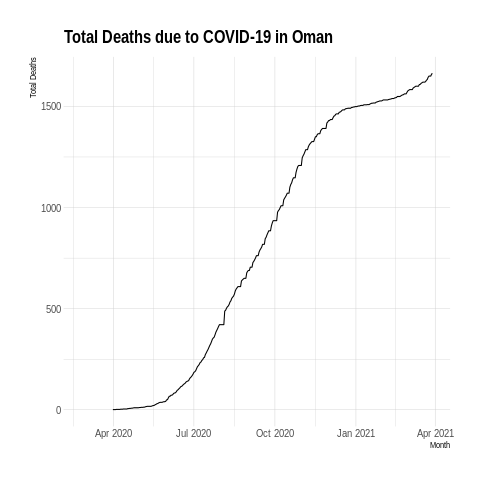 Total Deaths due to COVID-19 in Oman
Total Deaths
1500
1000
500
0
Apr 2020 Jul 2020 Oct 2020 Jan 2021 Apr 2021
Month